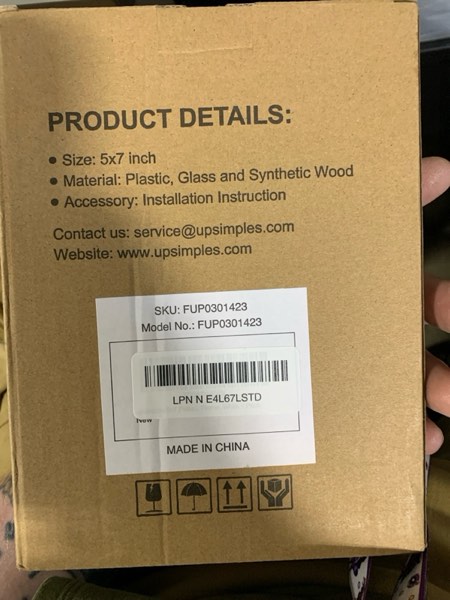 PRODUCT DETAILS:
• Size: 5x7 inch
• Material: Plastic, Glass and Synthetic Wood
• Accessory: Installation Instruction
Contact us: service@upsimples.com
Website: www.upsimples.com
SKU: FUP0301423
Model No.: FUP0301423
LPN N E4L67LSTD
New
MADE IN CHINA